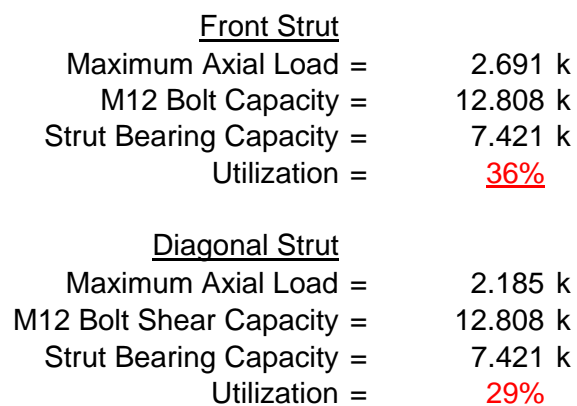 Front Strut
Maximum Axial Load = 2.691 k
M12 Bolt Capacity = 12.808 k
Strut Bearing Capacity = 7.421 k
Utilization = 36%
Diagonal Strut
Maximum Axial Load = 2.185 k
M12 Bolt Shear Capacity = 12.808 k
Strut Bearing Capacity = 7.421 k
Utilization = 29%